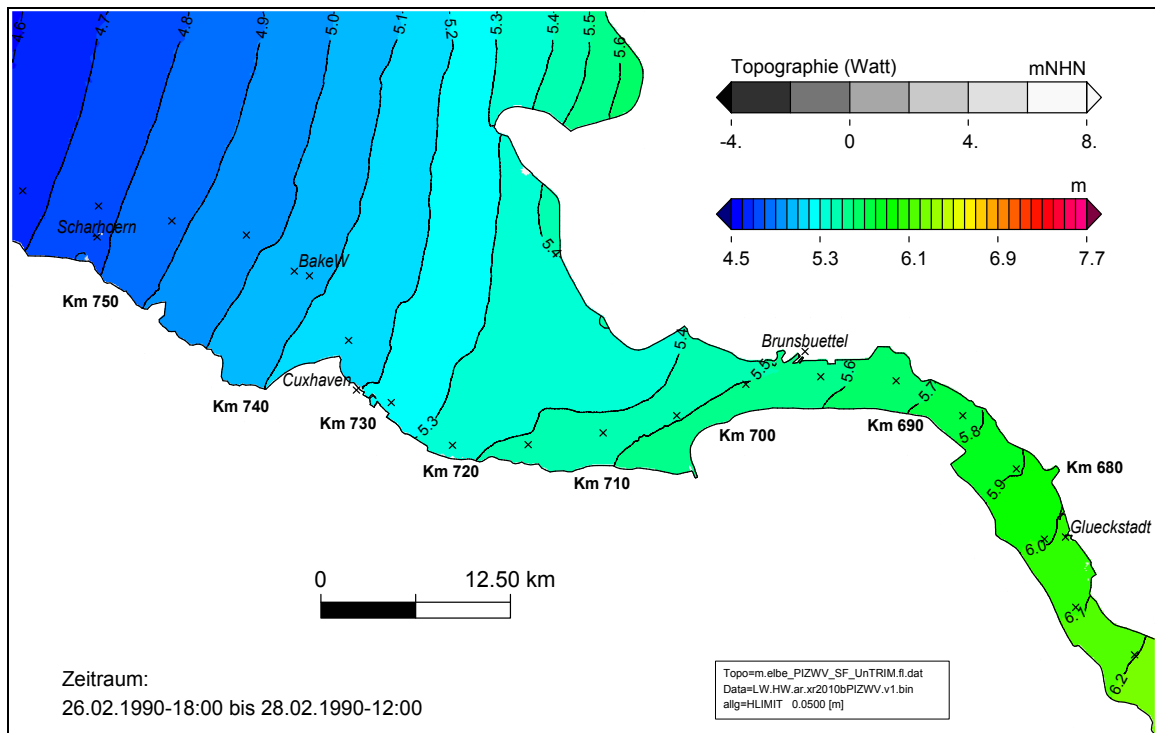 4.6
4.7
4.8
4.9
5.0
5.1
5.2
5.3
5.4
5.5
5.6
Topographie (Watt) mNHN
-4. 0 4. 8.
m
4.5 5.3 6.1 6.9 7.7
Scharhoern
BakeW
Km 750
Cuxhaven
Km 740
Km 730
5.3
Km 720
Km 710
5.4
5.4
5.5
Brunsbuettel
5.6
5.7
Km 700
Km 690
5.8
Km 680
5.9
6.0
Glueckstadt
6.1
6.2
0 12.50 km
Zeitraum:
26.02.1990-18:00 bis 28.02.1990-12:00
Topo=m.elbe_PIZWV_SF_UnTRIM.fl.dat
Data=LW.HW.ar.xr2010bPIZWV.v1.bin
allg=HLIMIT 0.0500 [m]